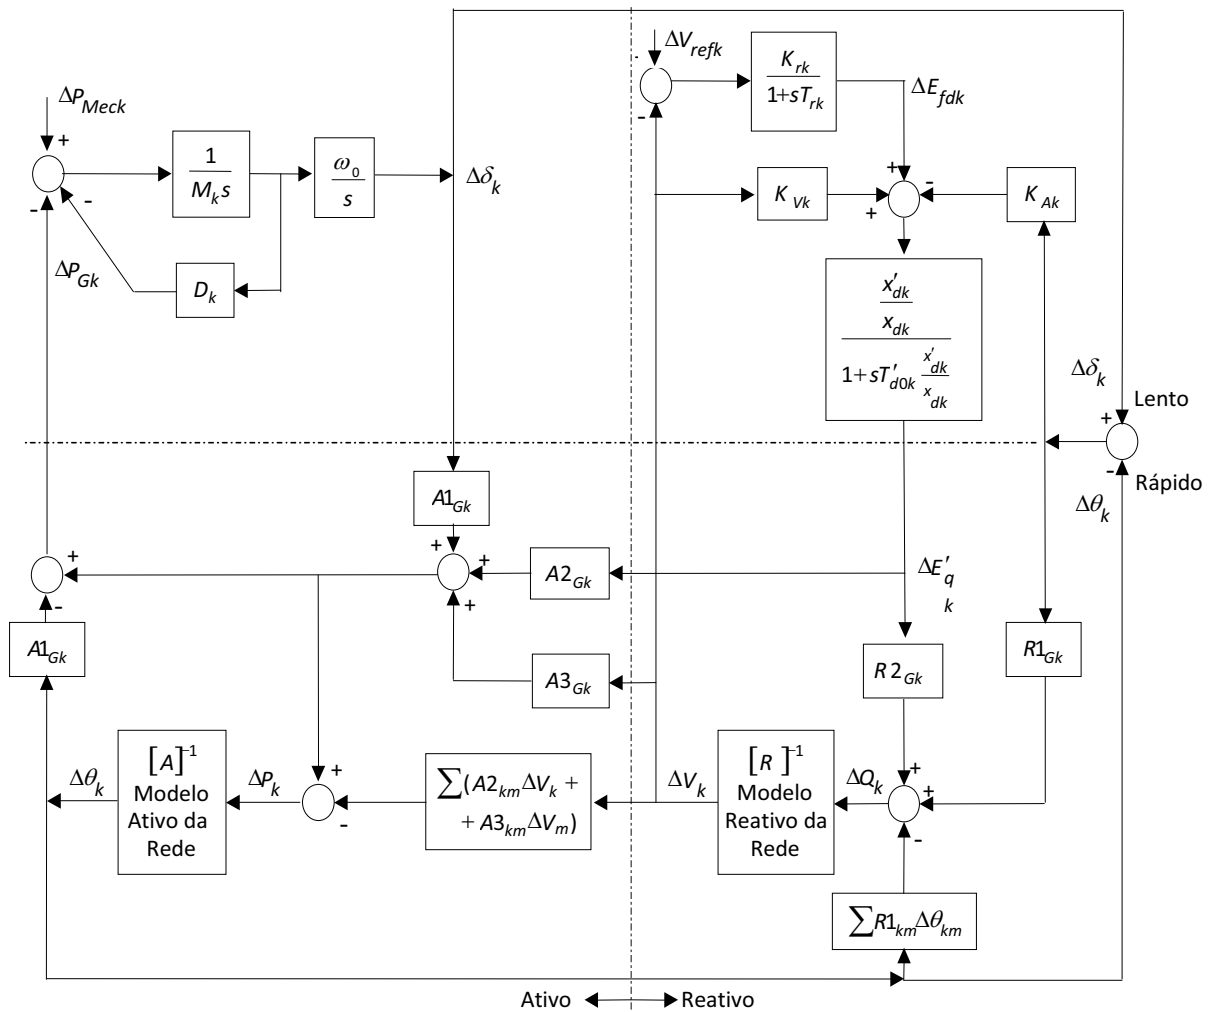 ΔV_refk
K_rk
1+sT_rk
ΔE_fdk
ΔP_Meck
+
-
-
1
M_k s
ω_0
s
Δδ_k
D_k
ΔP_Gk
-
-
K_Vk
+
+
-
K_Ak
x'_dk
x_dk
1+sT'_d0k x'_dk
x_dk
Δδ_k
+
Lento
-
Rápido
Δθ_k
A1_Gk
+
-
A1_Gk
+
+
+
A2_Gk
ΔE'_q
k
A3_Gk
R2_Gk
R1_Gk
Δθ_k
[A]^-1
Modelo
Ativo da
Rede
ΔP_k
+
-
∑(A2_km ΔV_k +
+ A3_km ΔV_m)
ΔV_k
[R]^-1
Modelo
Reativo da
Rede
ΔQ_k
+
+
-
∑R1_km Δθ_km
Ativo
Reativo